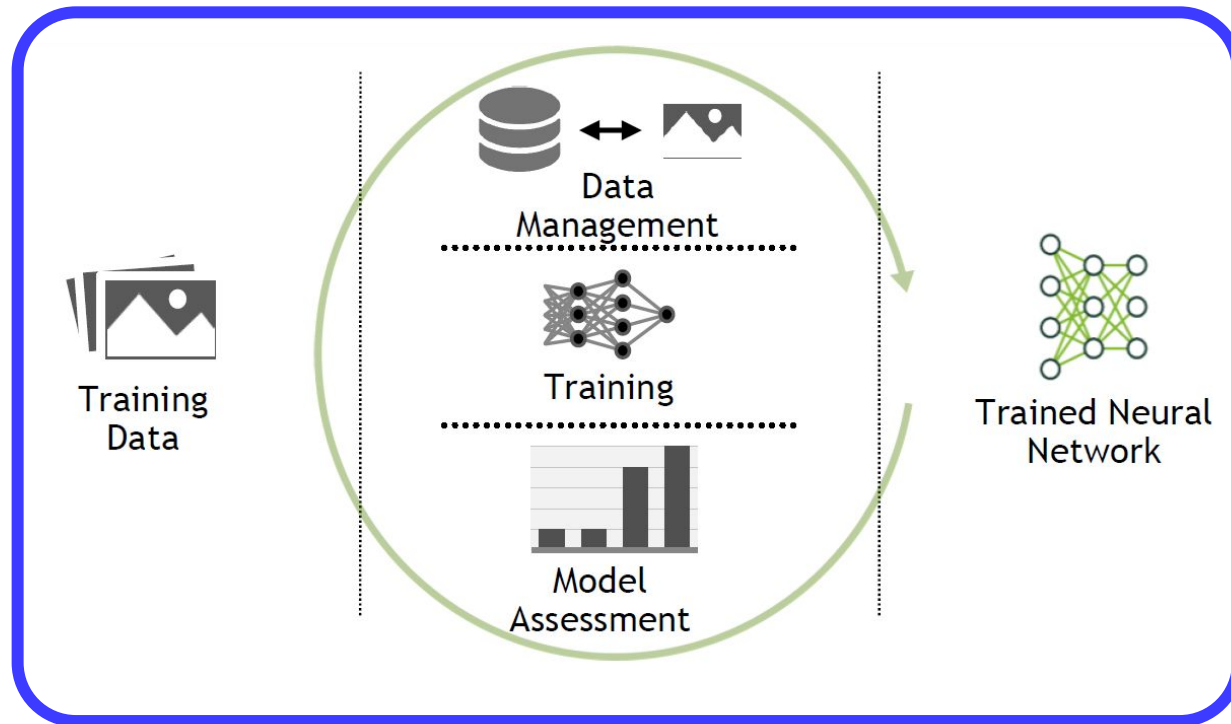 Training
Data
Data
Management
Training
Model
Assessment
Trained Neural
Network